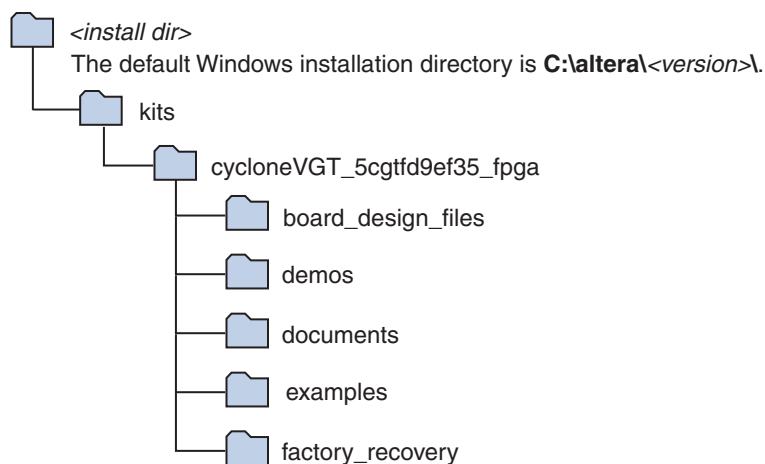 <install dir>
The default Windows installation directory is C:\altera\<version>\.
kits
cycloneVGT_5cgtfd9ef35_fpga
board_design_files
demos
documents
examples
factory_recovery